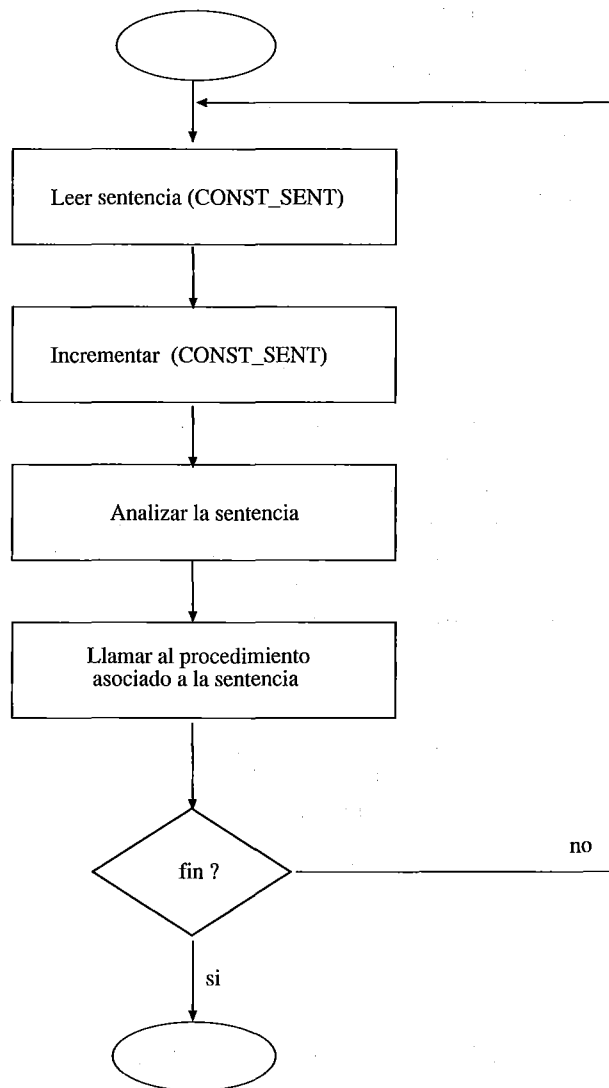 Leer sentencia (CONST_SENT)
Incrementar (CONST_SENT)
Analizar la sentencia
Llamar al procedimiento
asociado a la sentencia
fin ?
no
si